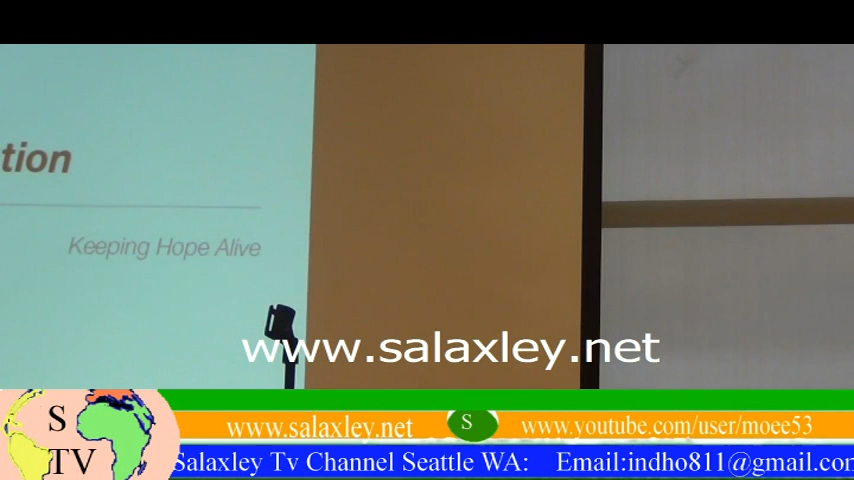 tion
Keeping Hope Alive
www.salaxley.net
S
TV
www.salaxley.net
S
www.youtube.com/user/moee53
Salaxley Tv Channel Seattle WA: Email:indho811@gmail.com